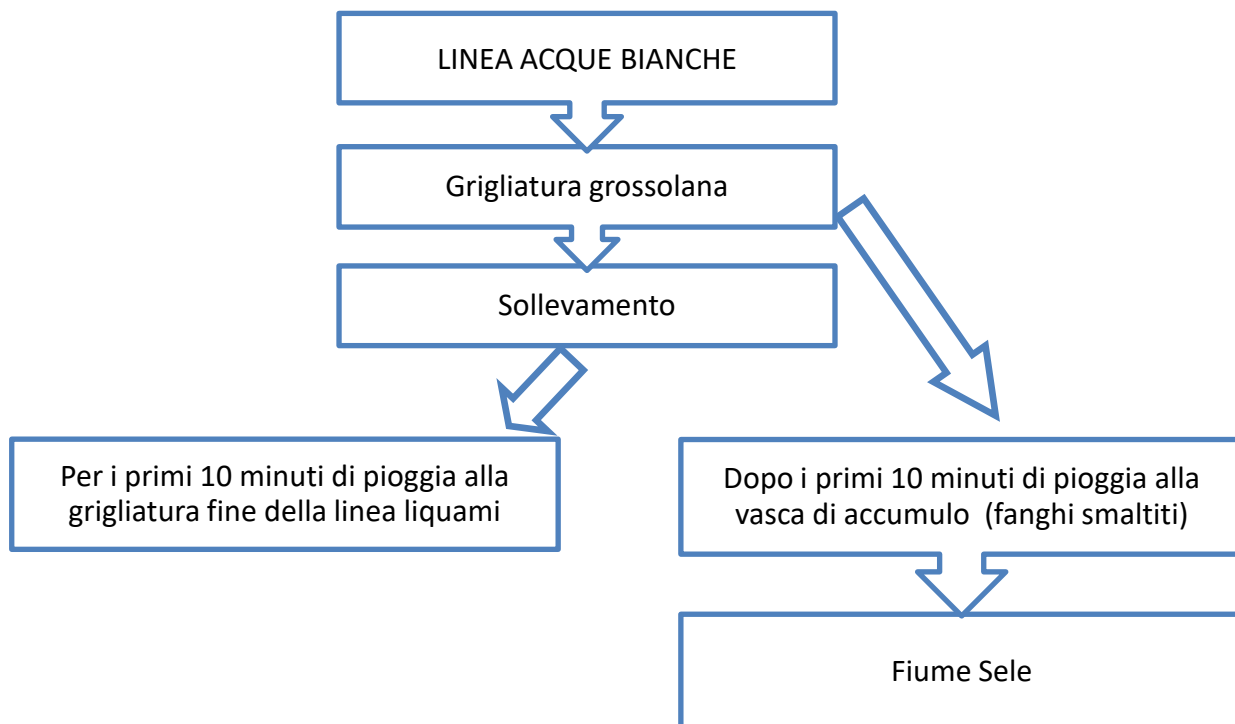 LINEA ACQUE BIANCHE
Grigliatura grossolana
Sollevamento
Per i primi 10 minuti di pioggia alla
grigliatura fine della linea liquami
Dopo i primi 10 minuti di pioggia alla
vasca di accumulo (fanghi smaltiti)
Fiume Sele